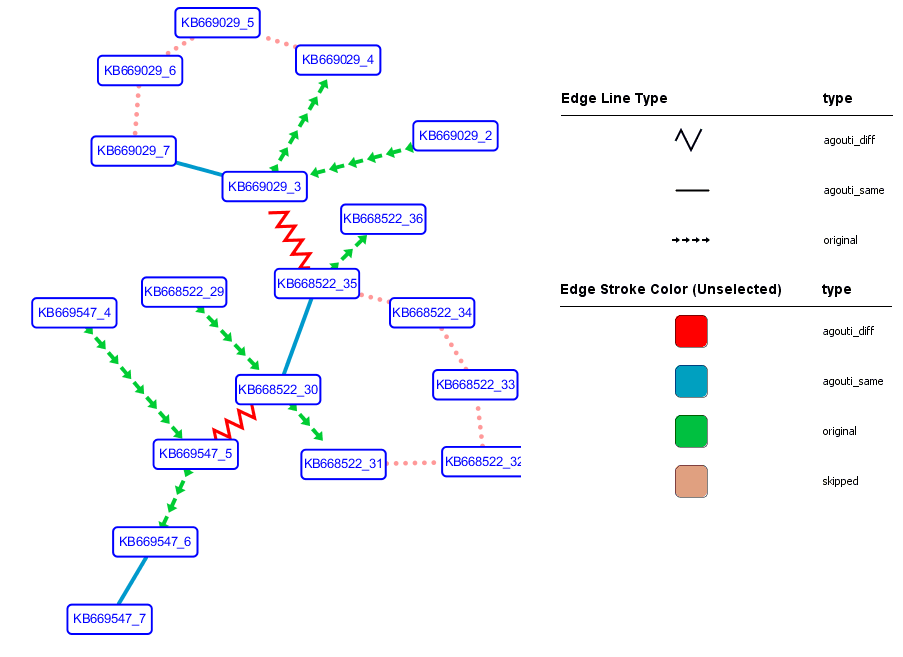 KB669029_5
KB669029_4
KB669029_6
KB669029_2
KB669029_7
KB669029_3
KB668522_36
KB668522_35
KB668522_29
KB669547_4
KB668522_34
KB668522_33
KB668522_30
KB669547_5
KB668522_31
KB668522_32
KB669547_6
KB669547_7
Edge Line Type type
agouti_diff
agouti_same
original
Edge Stroke Color (Unselected) type
agouti_diff
agouti_same
original
skipped